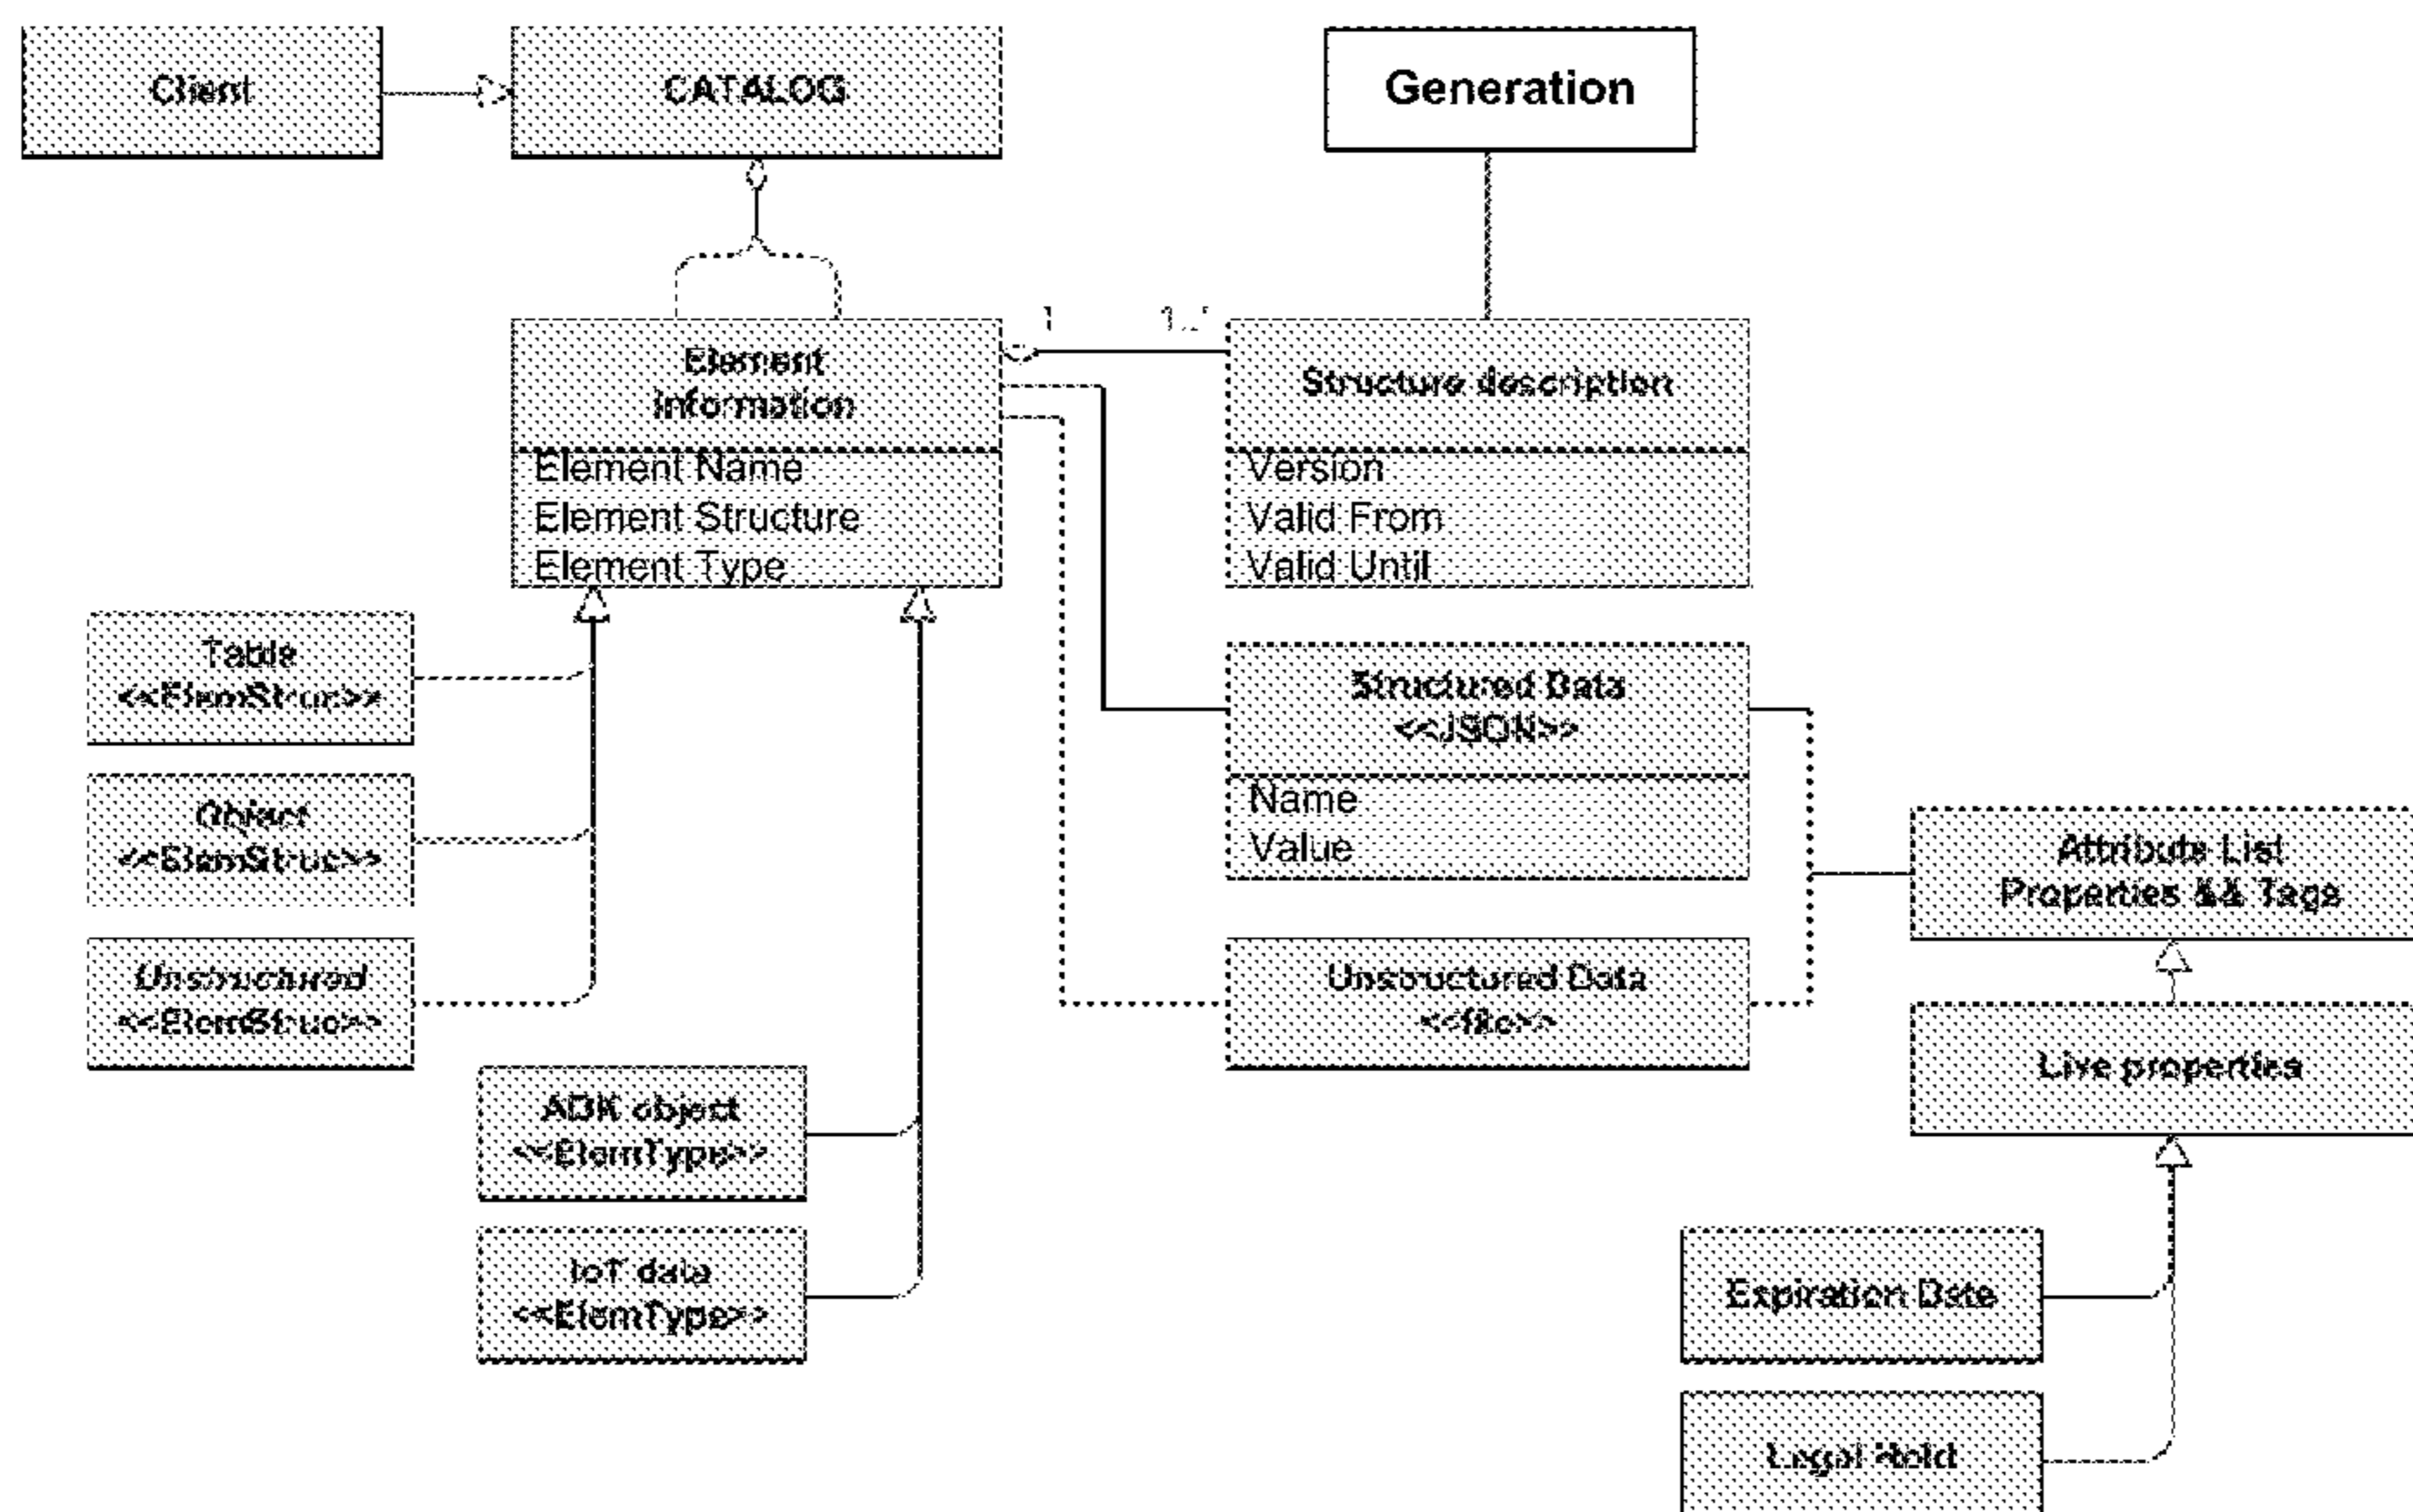 Client
CATALOG
Generation
Element
Information
Element Name
Element Structure
Element Type
1
Structure description
Version
Valid From
Valid Until
Table
<<ElemStruc>>
Object
<<ElemStruc>>
Unstructured
<<ElemStruc>>
ADK object
<<ElemType>>
IoT data
<<ElemType>>
Structured Data
<<JSON>>
Name
Value
Unstructured Data
<<file>>
Attribute List
Properties && Tags
Live properties
Expiration Date
Legal Hold